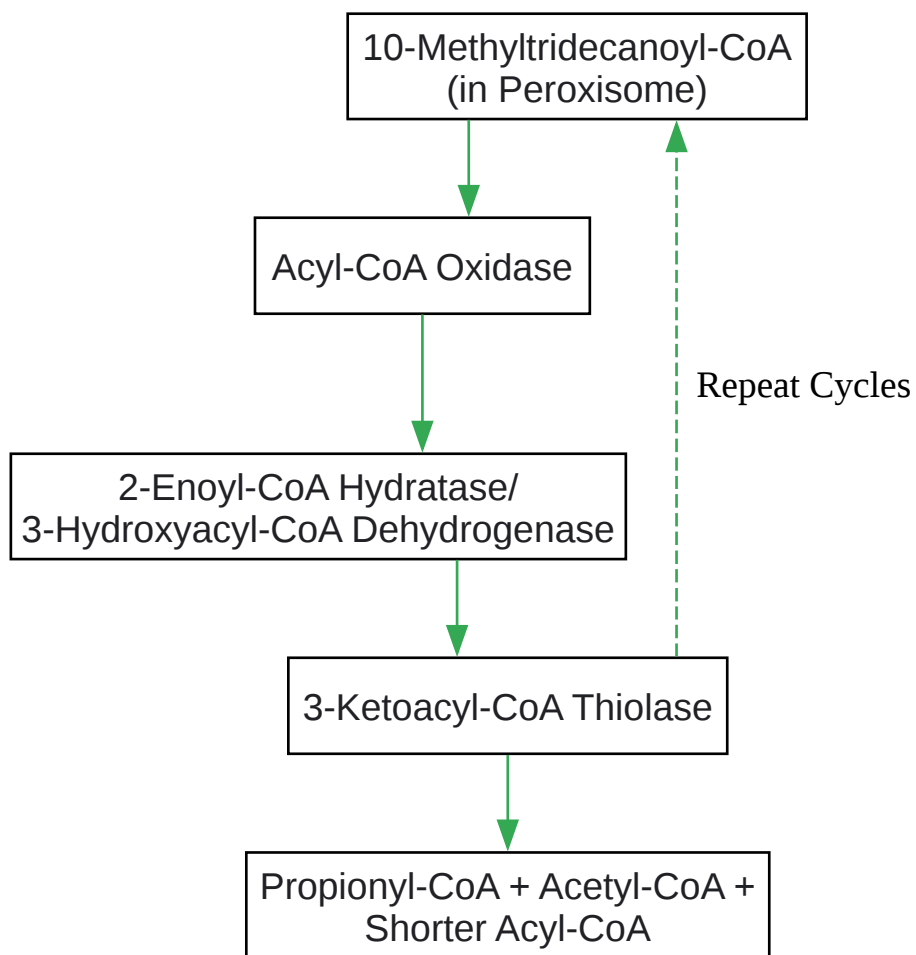 10-Methyltridecanoyl-CoA
(in Peroxisome)
Acyl-CoA Oxidase
Repeat Cycles
2-Enoyl-CoA Hydratase/
3-Hydroxyacyl-CoA Dehydrogenase
3-Ketoacyl-CoA Thiolase
Propionyl-CoA + Acetyl-CoA +
Shorter Acyl-CoA